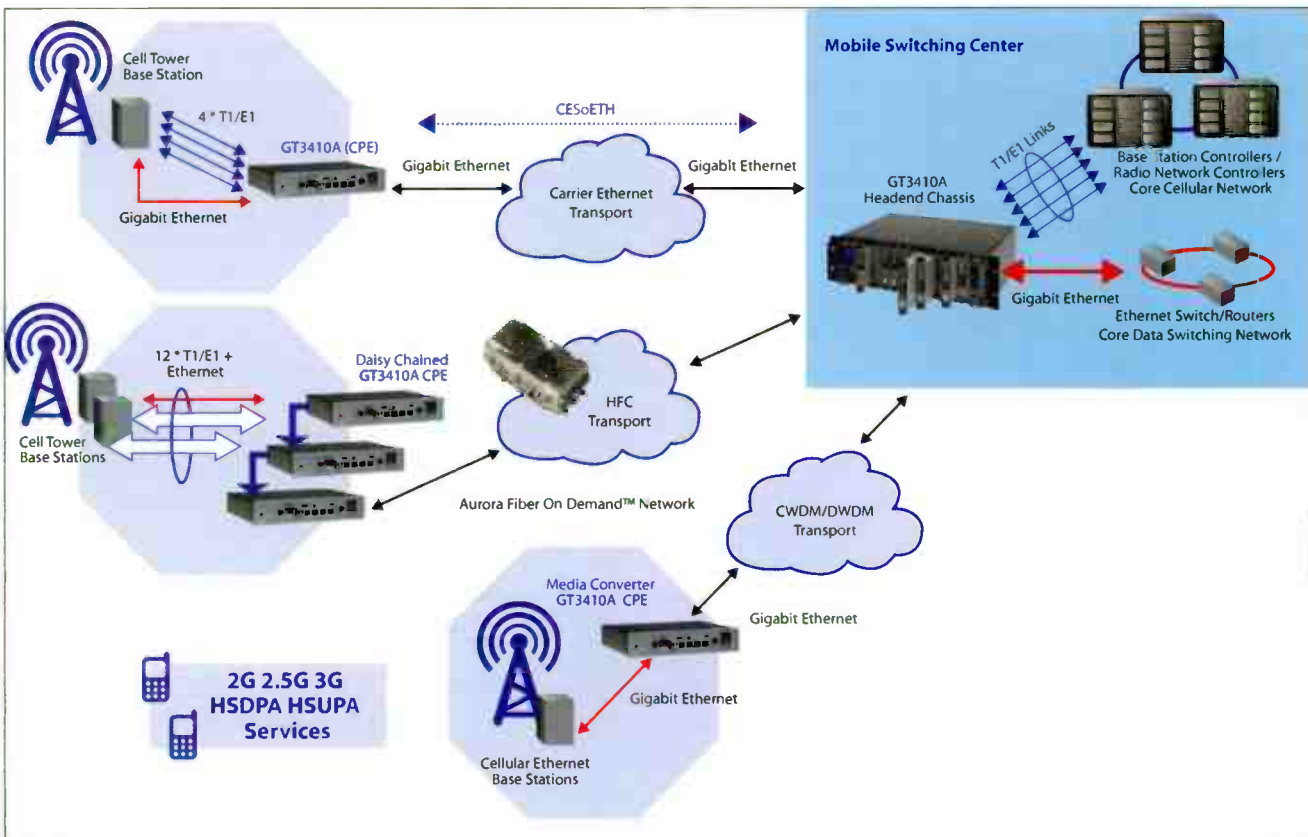 Cell Tower
Base Station
4 * T1/E1
GT3410A (CPE)
Gigabit Ethernet
CESoETH
Gigabit Ethernet
Carrier Ethernet
Transport
Gigabit Ethernet
Mobile Switching Center
T1/E1 Links
Base Station Controllers /
Radio Network Controllers
Core Cellular Network
GT3410A
Headend Chassis
Gigabit Ethernet
Ethernet Switch/Routers
Core Data Switching Network
12 * T1/E1 +
Ethernet
Daisy Chained
GT3410A CPE
Cell Tower
Base Stations
HFC
Transport
Aurora Fiber On Demand™ Network
CWDM/DWDM
Transport
Media Converter
GT3410A CPE
Gigabit Ethernet
Gigabit Ethernet
Cellular Ethernet
Base Stations
2G 2.5G 3G
HSDPA HSUPA
Services